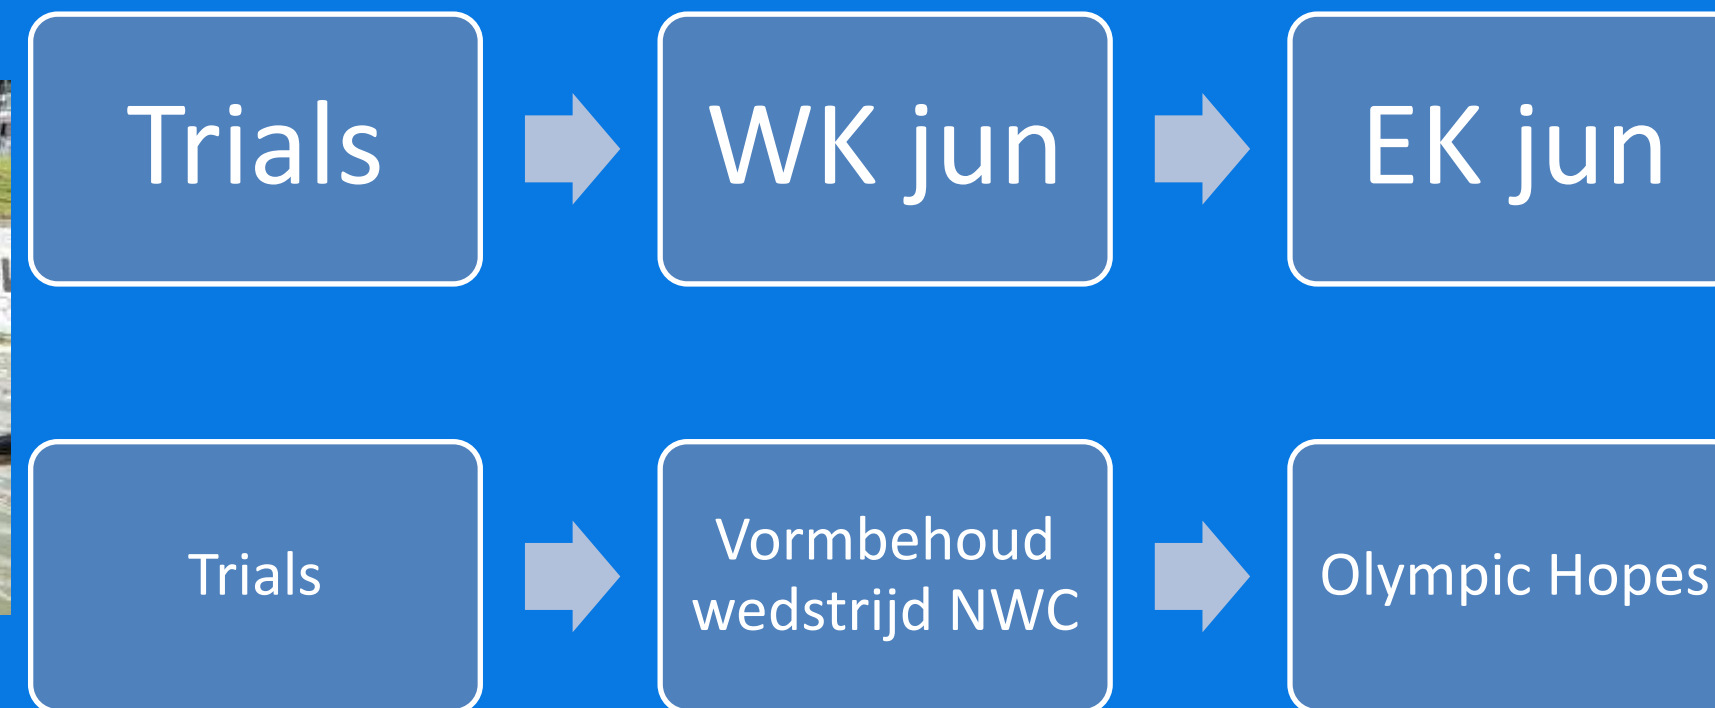 Trials
WK jun
EK jun
Trials
Vormbehoud
wedstrijd NWC
Olympic Hopes